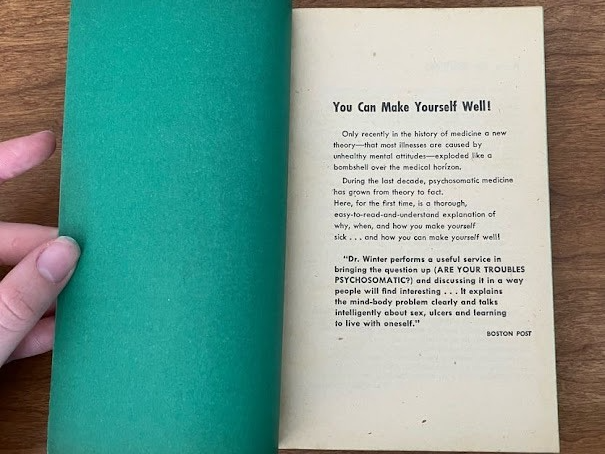 You Can Make Yourself Well!
Only recently in the history of medicine a new
theory—that most illnesses are caused by
unhealthy mental attitudes—exploded like a
bombshell over the medical horizon.
During the last decade, psychosomatic medicine
has grown from theory to fact.
Here, for the first time, is a thorough,
easy-to-read-and-understand explanation of
why, when, and how you make yourself
sick . . . and how you can make yourself well!
"Dr. Winter performs a useful service in
bringing the question up (ARE YOUR TROUBLES
PSYCHOSOMATIC?) and discussing it in a way
people will find interesting . . . It explains
the mind-body problem clearly and talks
intelligently about sex, ulcers and learning
to live with oneself."
BOSTON POST